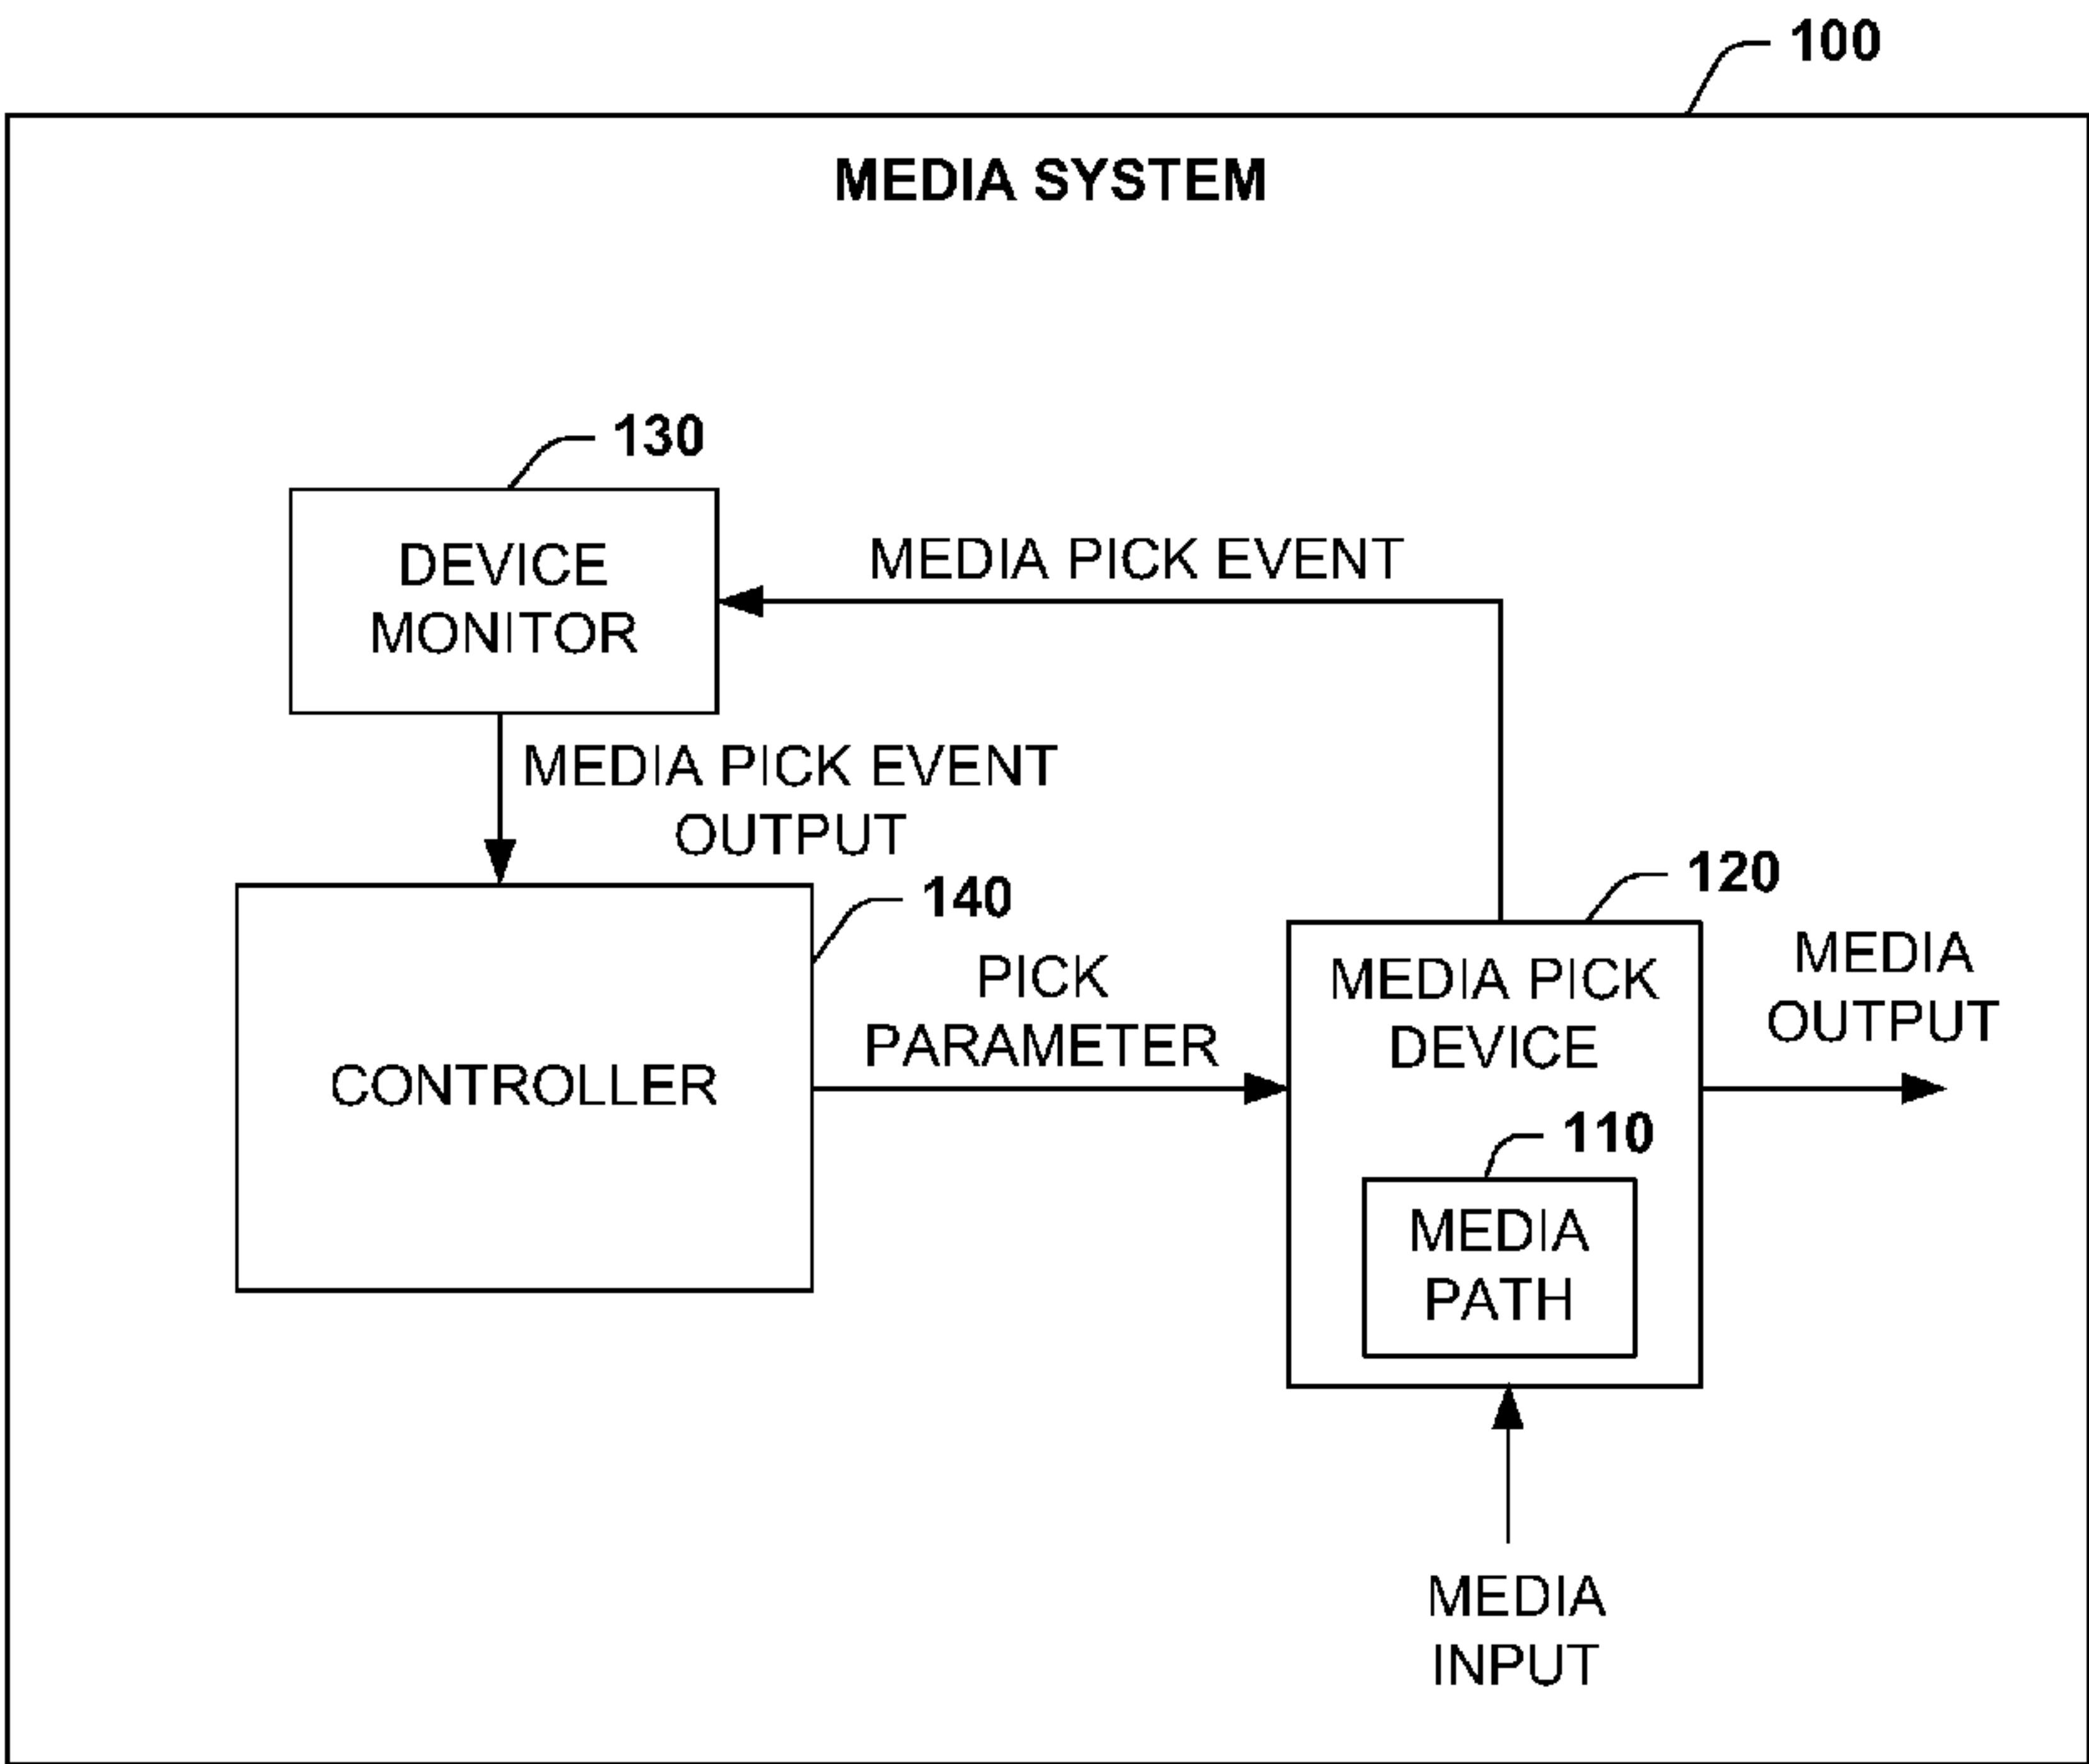 100
MEDIA SYSTEM
130
DEVICE
MONITOR
MEDIA PICK EVENT
MEDIA PICK EVENT
OUTPUT
140
CONTROLLER
PICK
PARAMETER
120
MEDIA PICK
DEVICE
110
MEDIA
PATH
MEDIA
OUTPUT
MEDIA
INPUT